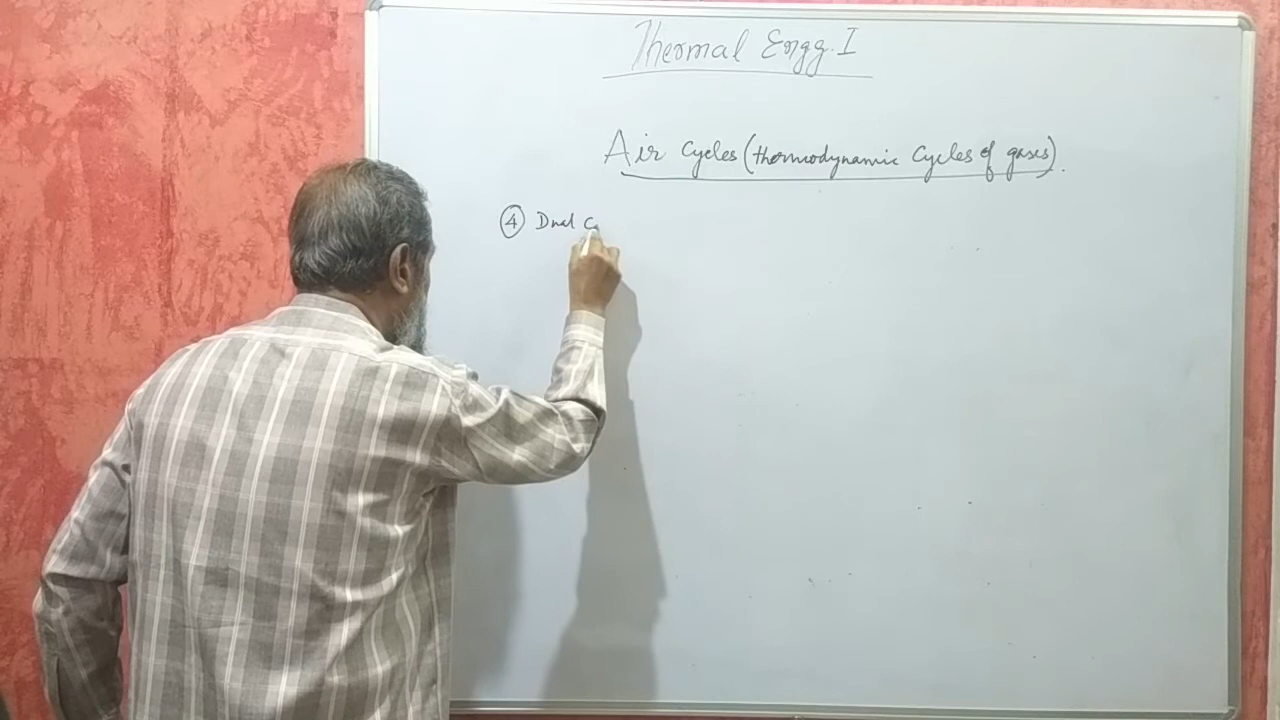 Thermal Engg. I
Air Cycles (thermodynamic Cycles of gases).
④ Dual C